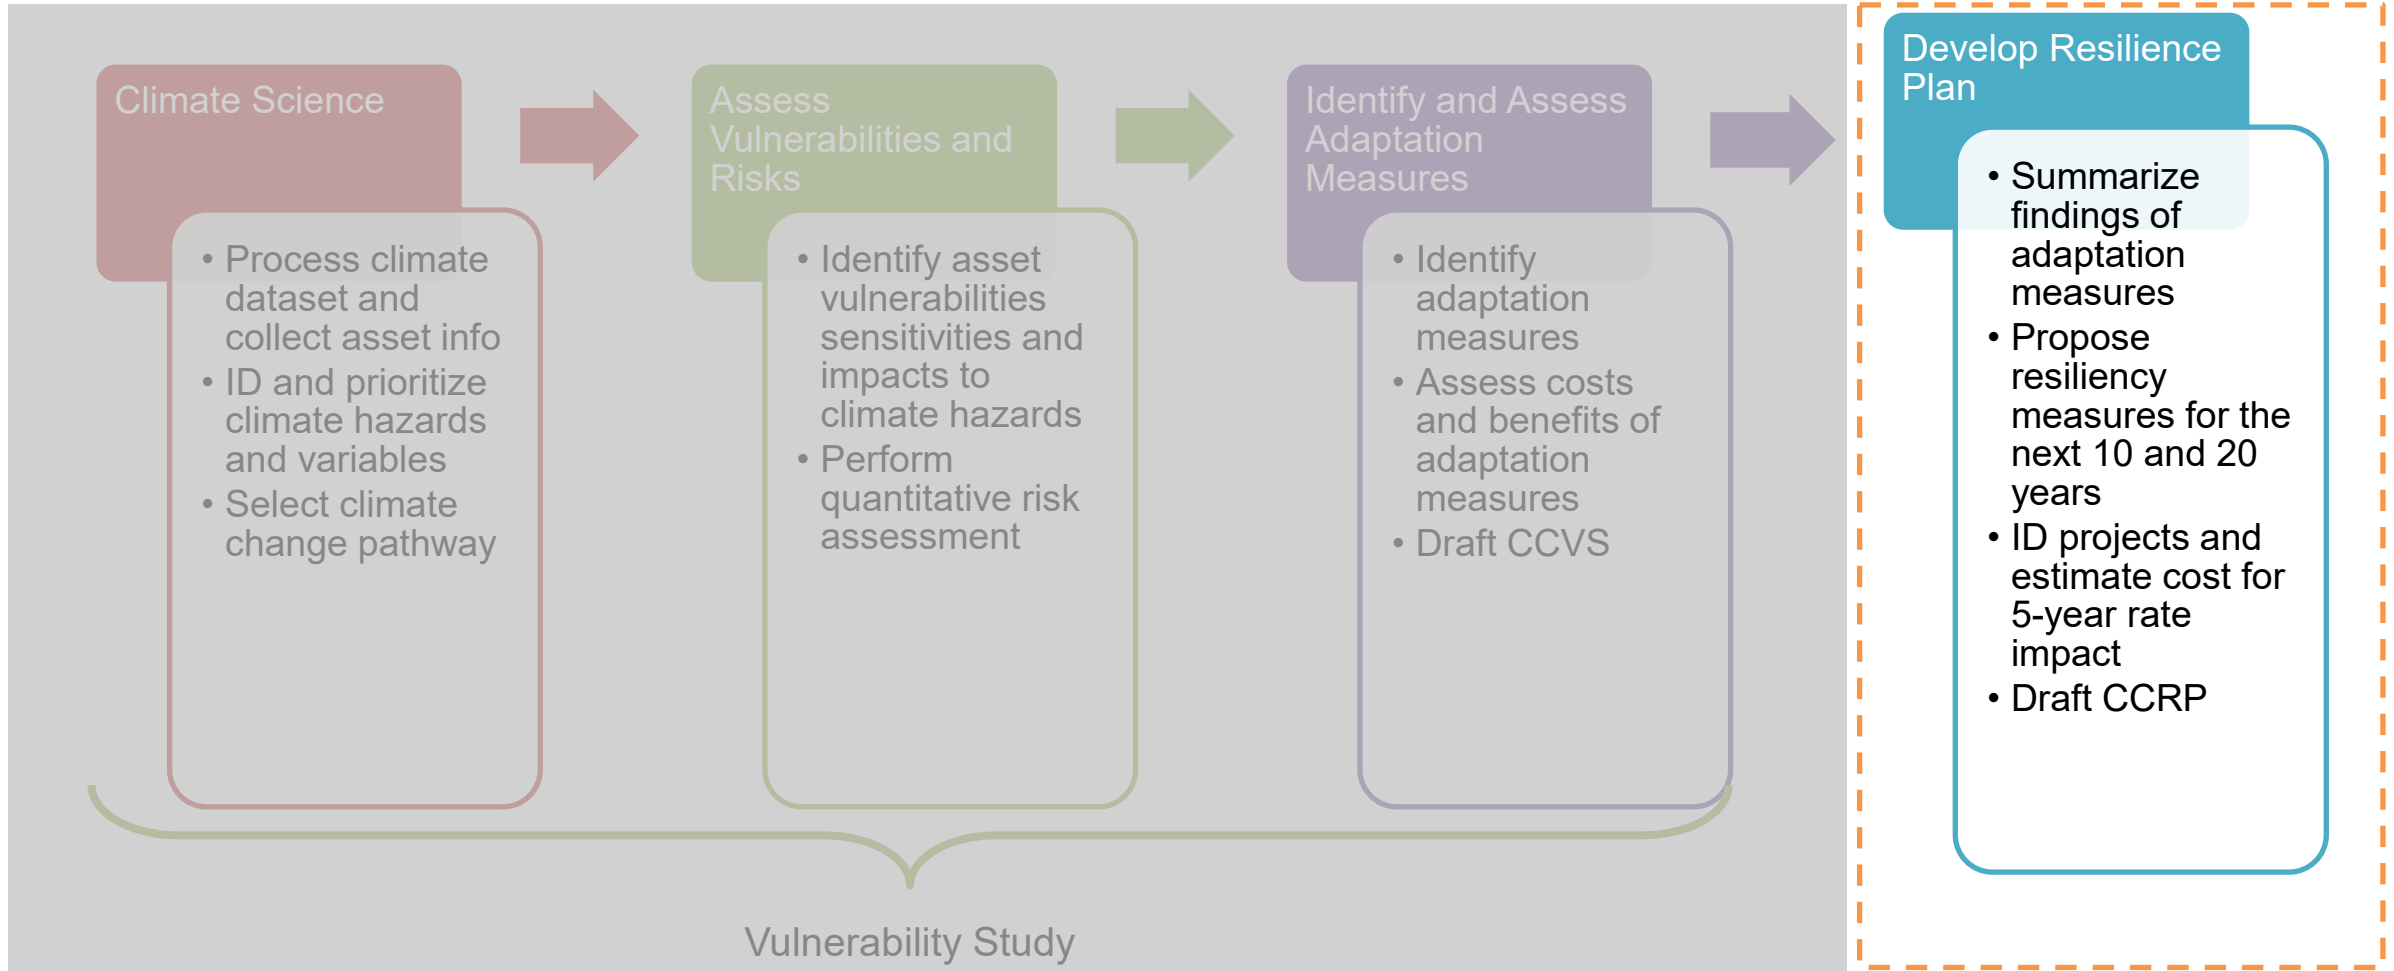 Climate Science
• Process climate
dataset and
collect asset info
• ID and prioritize
climate hazards
and variables
• Select climate
change pathway
Assess
Vulnerabilities and
Risks
• Identify asset
vulnerabilities
sensitivities and
impacts to
climate hazards
• Perform
quantitative risk
assessment
Identify and Assess
Adaptation
Measures
• Identify
adaptation
measures
• Assess costs
and benefits of
adaptation
measures
• Draft CCVS
Vulnerability Study
Develop Resilience
Plan
• Summarize
findings of
adaptation
measures
• Propose
resiliency
measures for the
next 10 and 20
years
• ID projects and
estimate cost for
5-year rate
impact
• Draft CCRP